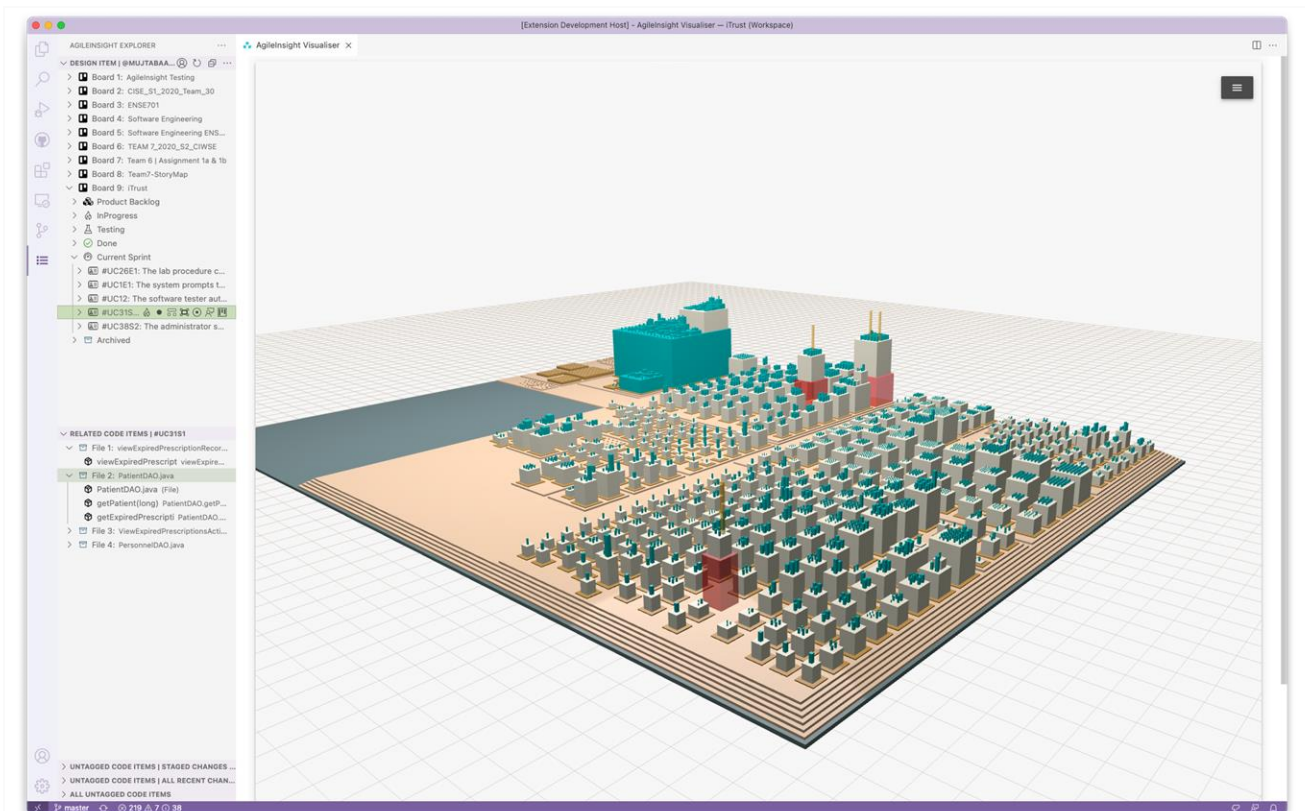 [Extension Development Host] - AgileInsight Visualiser — iTrust (Workspace)
AGILEINSIGHT EXPLORER
AgileInsight Visualiser
DESIGN ITEM | @MUJTABAA...
Board 1: AgileInsight Testing
Board 2: CISE_S1_2020_Team_30
Board 3: ENSE701
Board 4: Software Engineering
Board 5: Software Engineering ENS...
Board 6: TEAM 7_2020_S2_CIWSE
Board 7: Team 6 | Assignment 1a & 1b
Board 8: Team7-StoryMap
Board 9: iTrust
Product Backlog
InProgress
Testing
Done
Current Sprint
#UC26E1: The lab procedure c...
#UC1E1: The system prompts t...
#UC12: The software tester aut...
#UC31S...
#UC38S2: The administrator s...
Archived
RELATED CODE ITEMS | #UC31S1
File 1: viewExpiredPrescriptionRecor...
viewExpiredPrescript viewExpire...
File 2: PatientDAO.java
PatientDAO.java (File)
getPatient(long) PatientDAO.getP...
getExpiredPrescripti PatientDAO....
File 3: ViewExpiredPrescriptionsActi...
File 4: PersonnelDAO.java
UNTAGGED CODE ITEMS | STAGED CHANGES ...
UNTAGGED CODE ITEMS | ALL RECENT CHAN...
ALL UNTAGGED CODE ITEMS
master 219 7 38